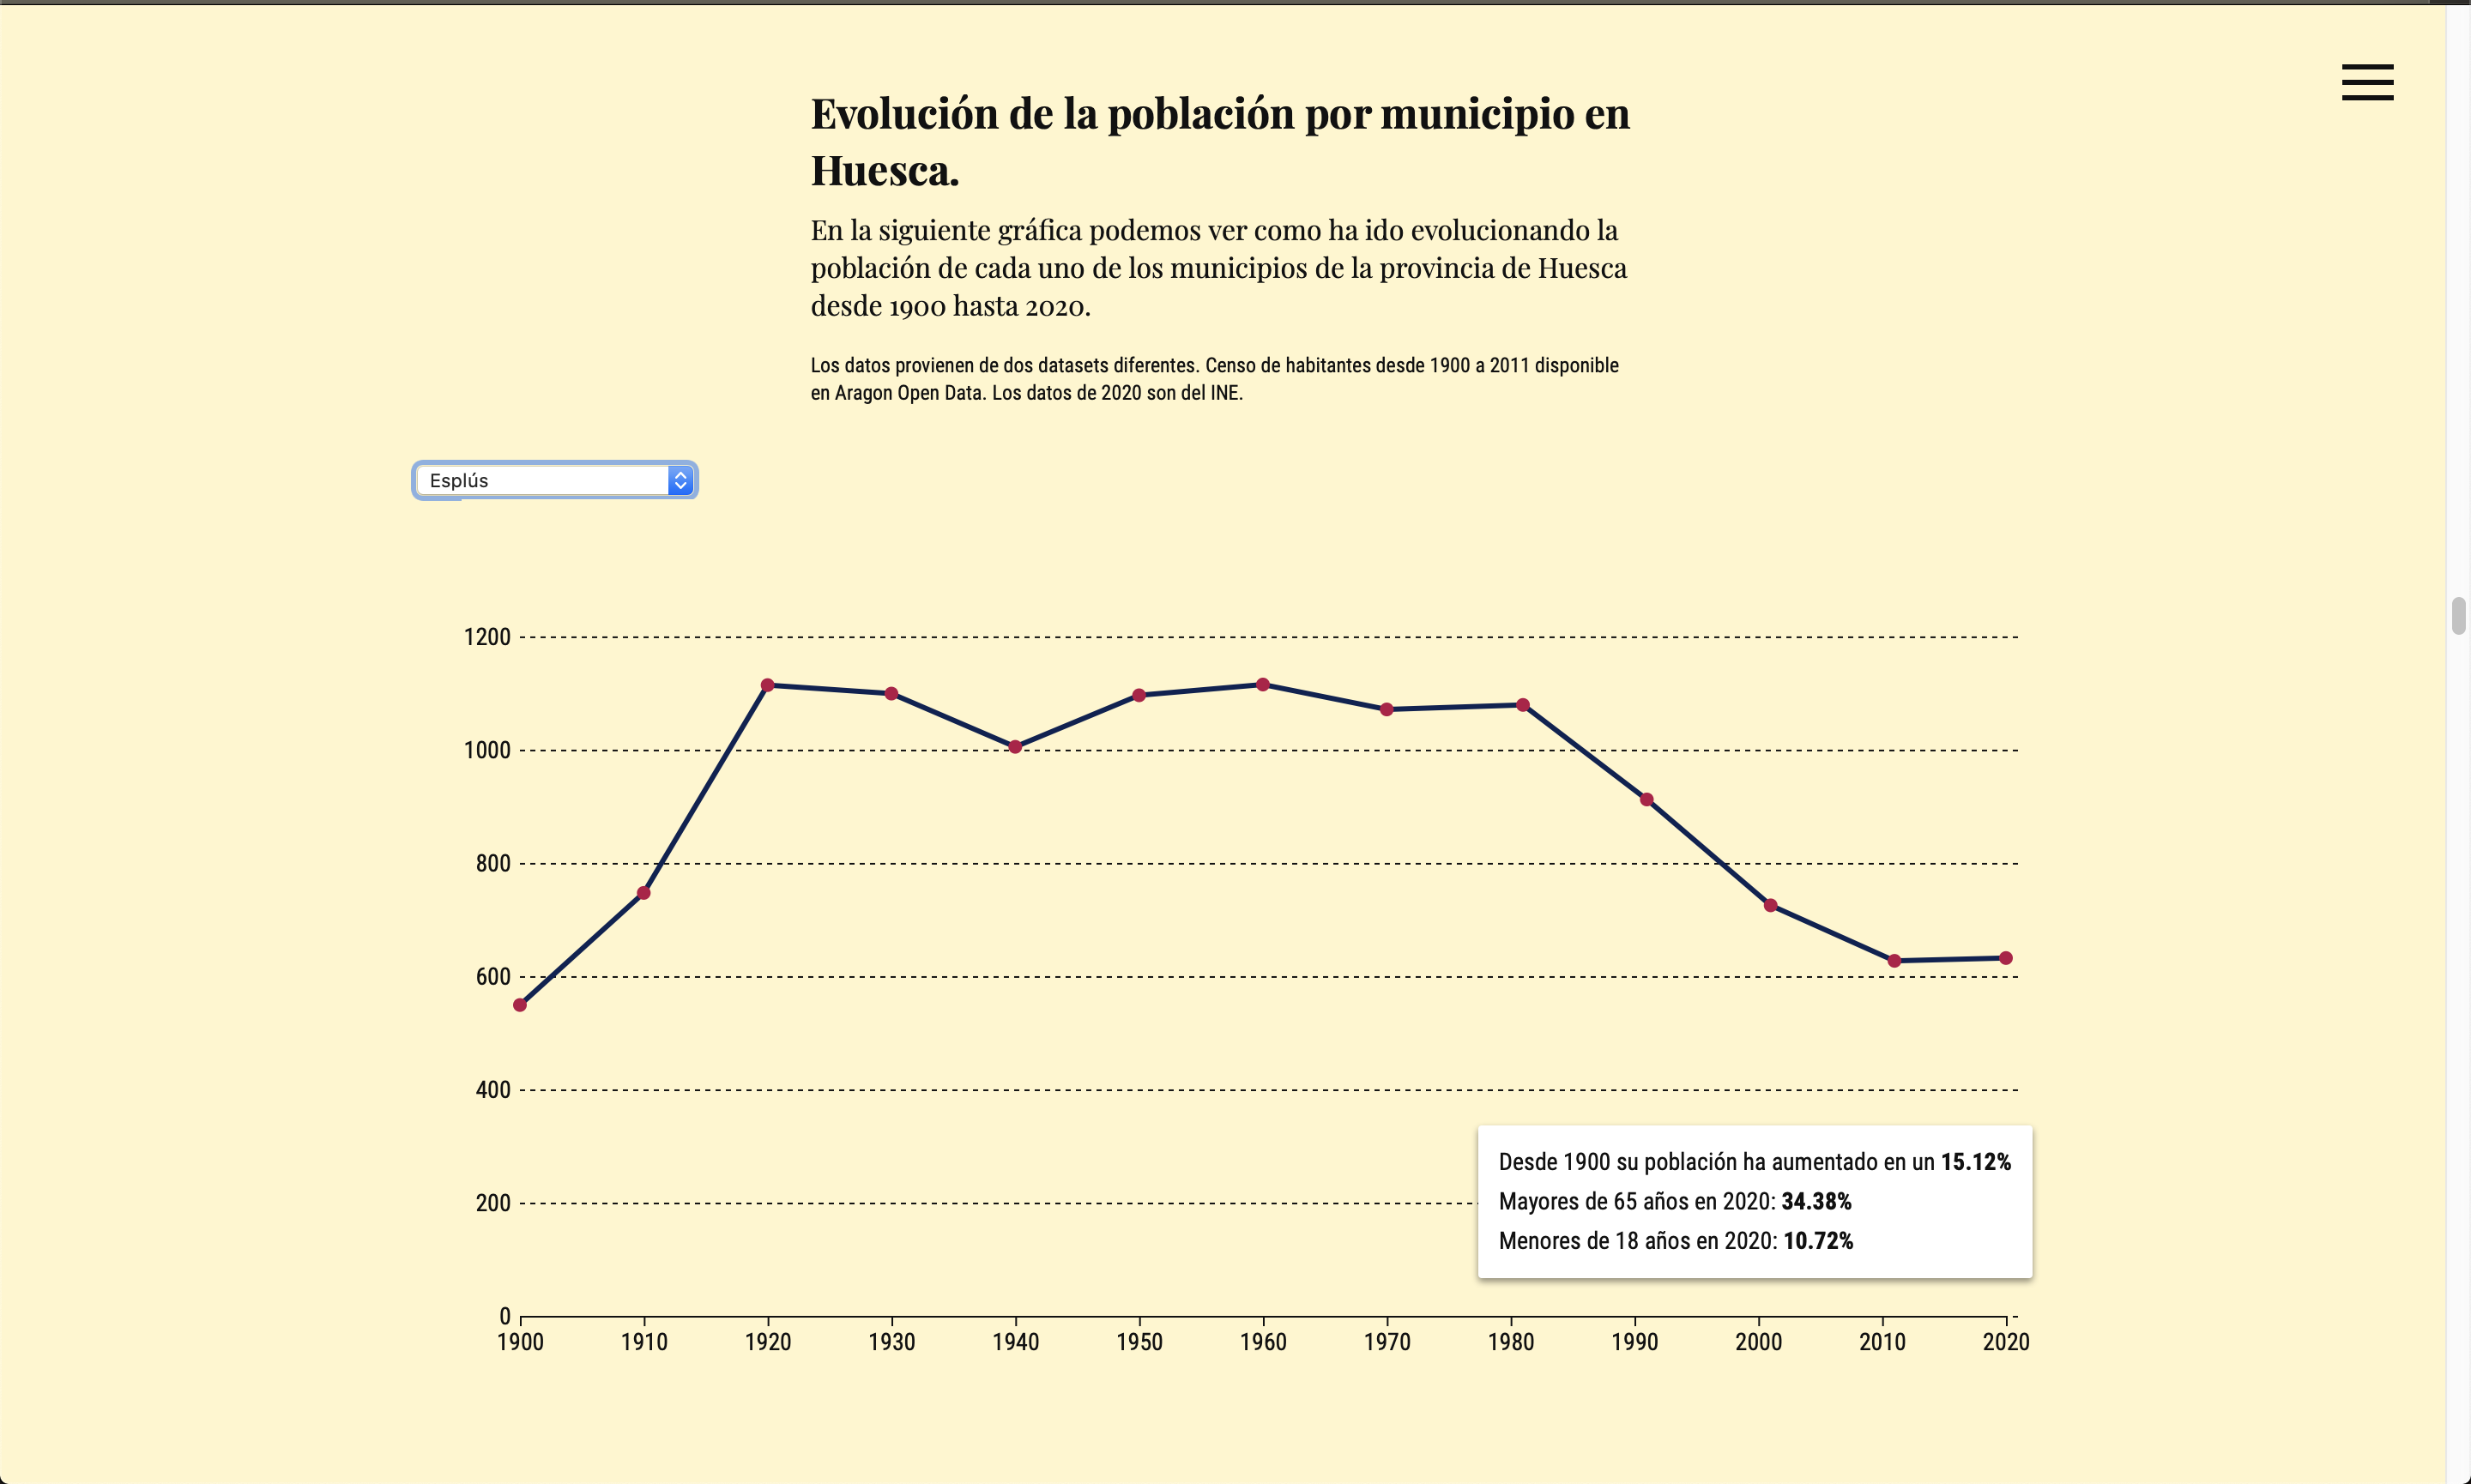 Evolución de la población por municipio en
Huesca.
En la siguiente gráfica podemos ver como ha ido evolucionando la
población de cada uno de los municipios de la provincia de Huesca
desde 1900 hasta 2020.
Los datos provienen de dos datasets diferentes. Censo de habitantes desde 1900 a 2011 disponible
en Aragon Open Data. Los datos de 2020 son del INE.
Esplús
1200
1000
800
600
400
200
0
Desde 1900 su población ha aumentado en un 15.12%
Mayores de 65 años en 2020: 34.38%
Menores de 18 años en 2020: 10.72%
1900 1910 1920 1930 1940 1950 1960 1970 1980 1990 2000 2010 2020